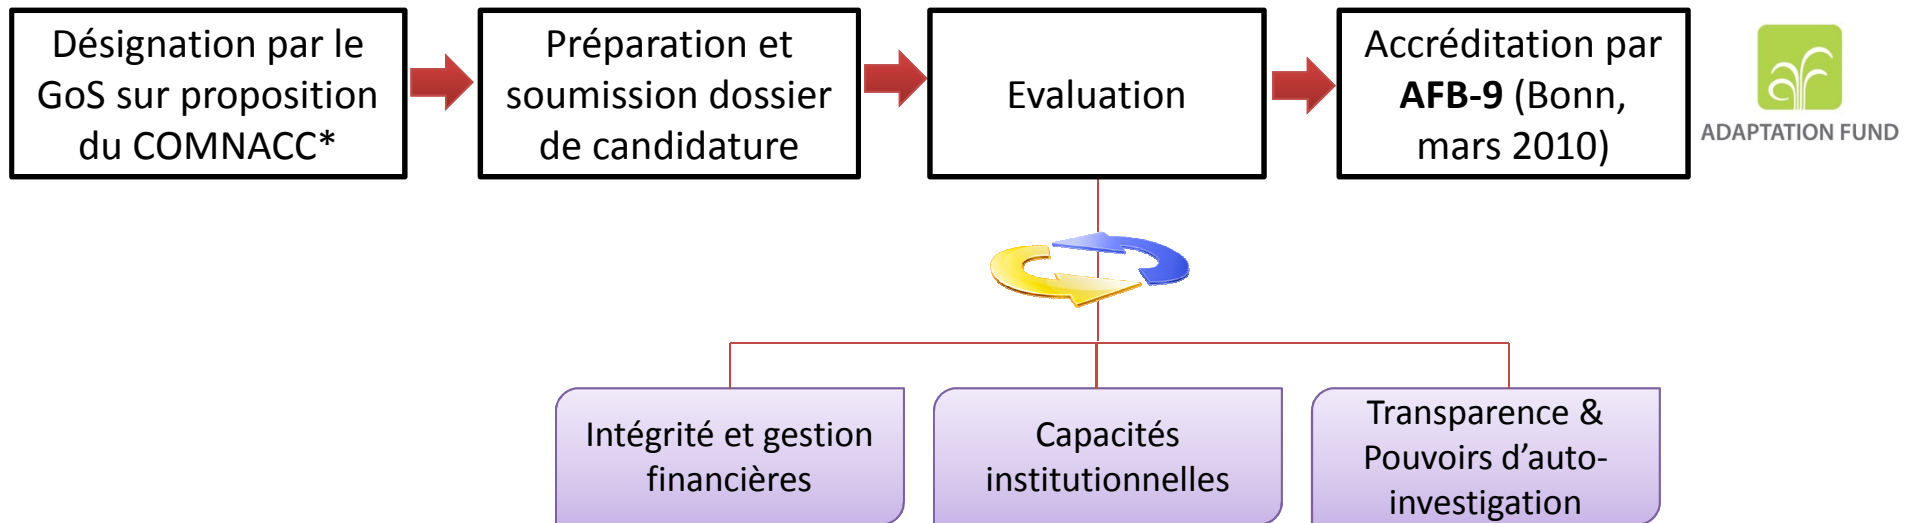 Désignation par le
GoS sur proposition
du COMNACC*
Préparation et
soumission dossier
de candidature
Evaluation
Accréditation par
AFB-9 (Bonn,
mars 2010)
ADAPTATION FUND
Intégrité et gestion
financières
Capacités
institutionnelles
Transparence &
Pouvoirs d’auto-
investigation